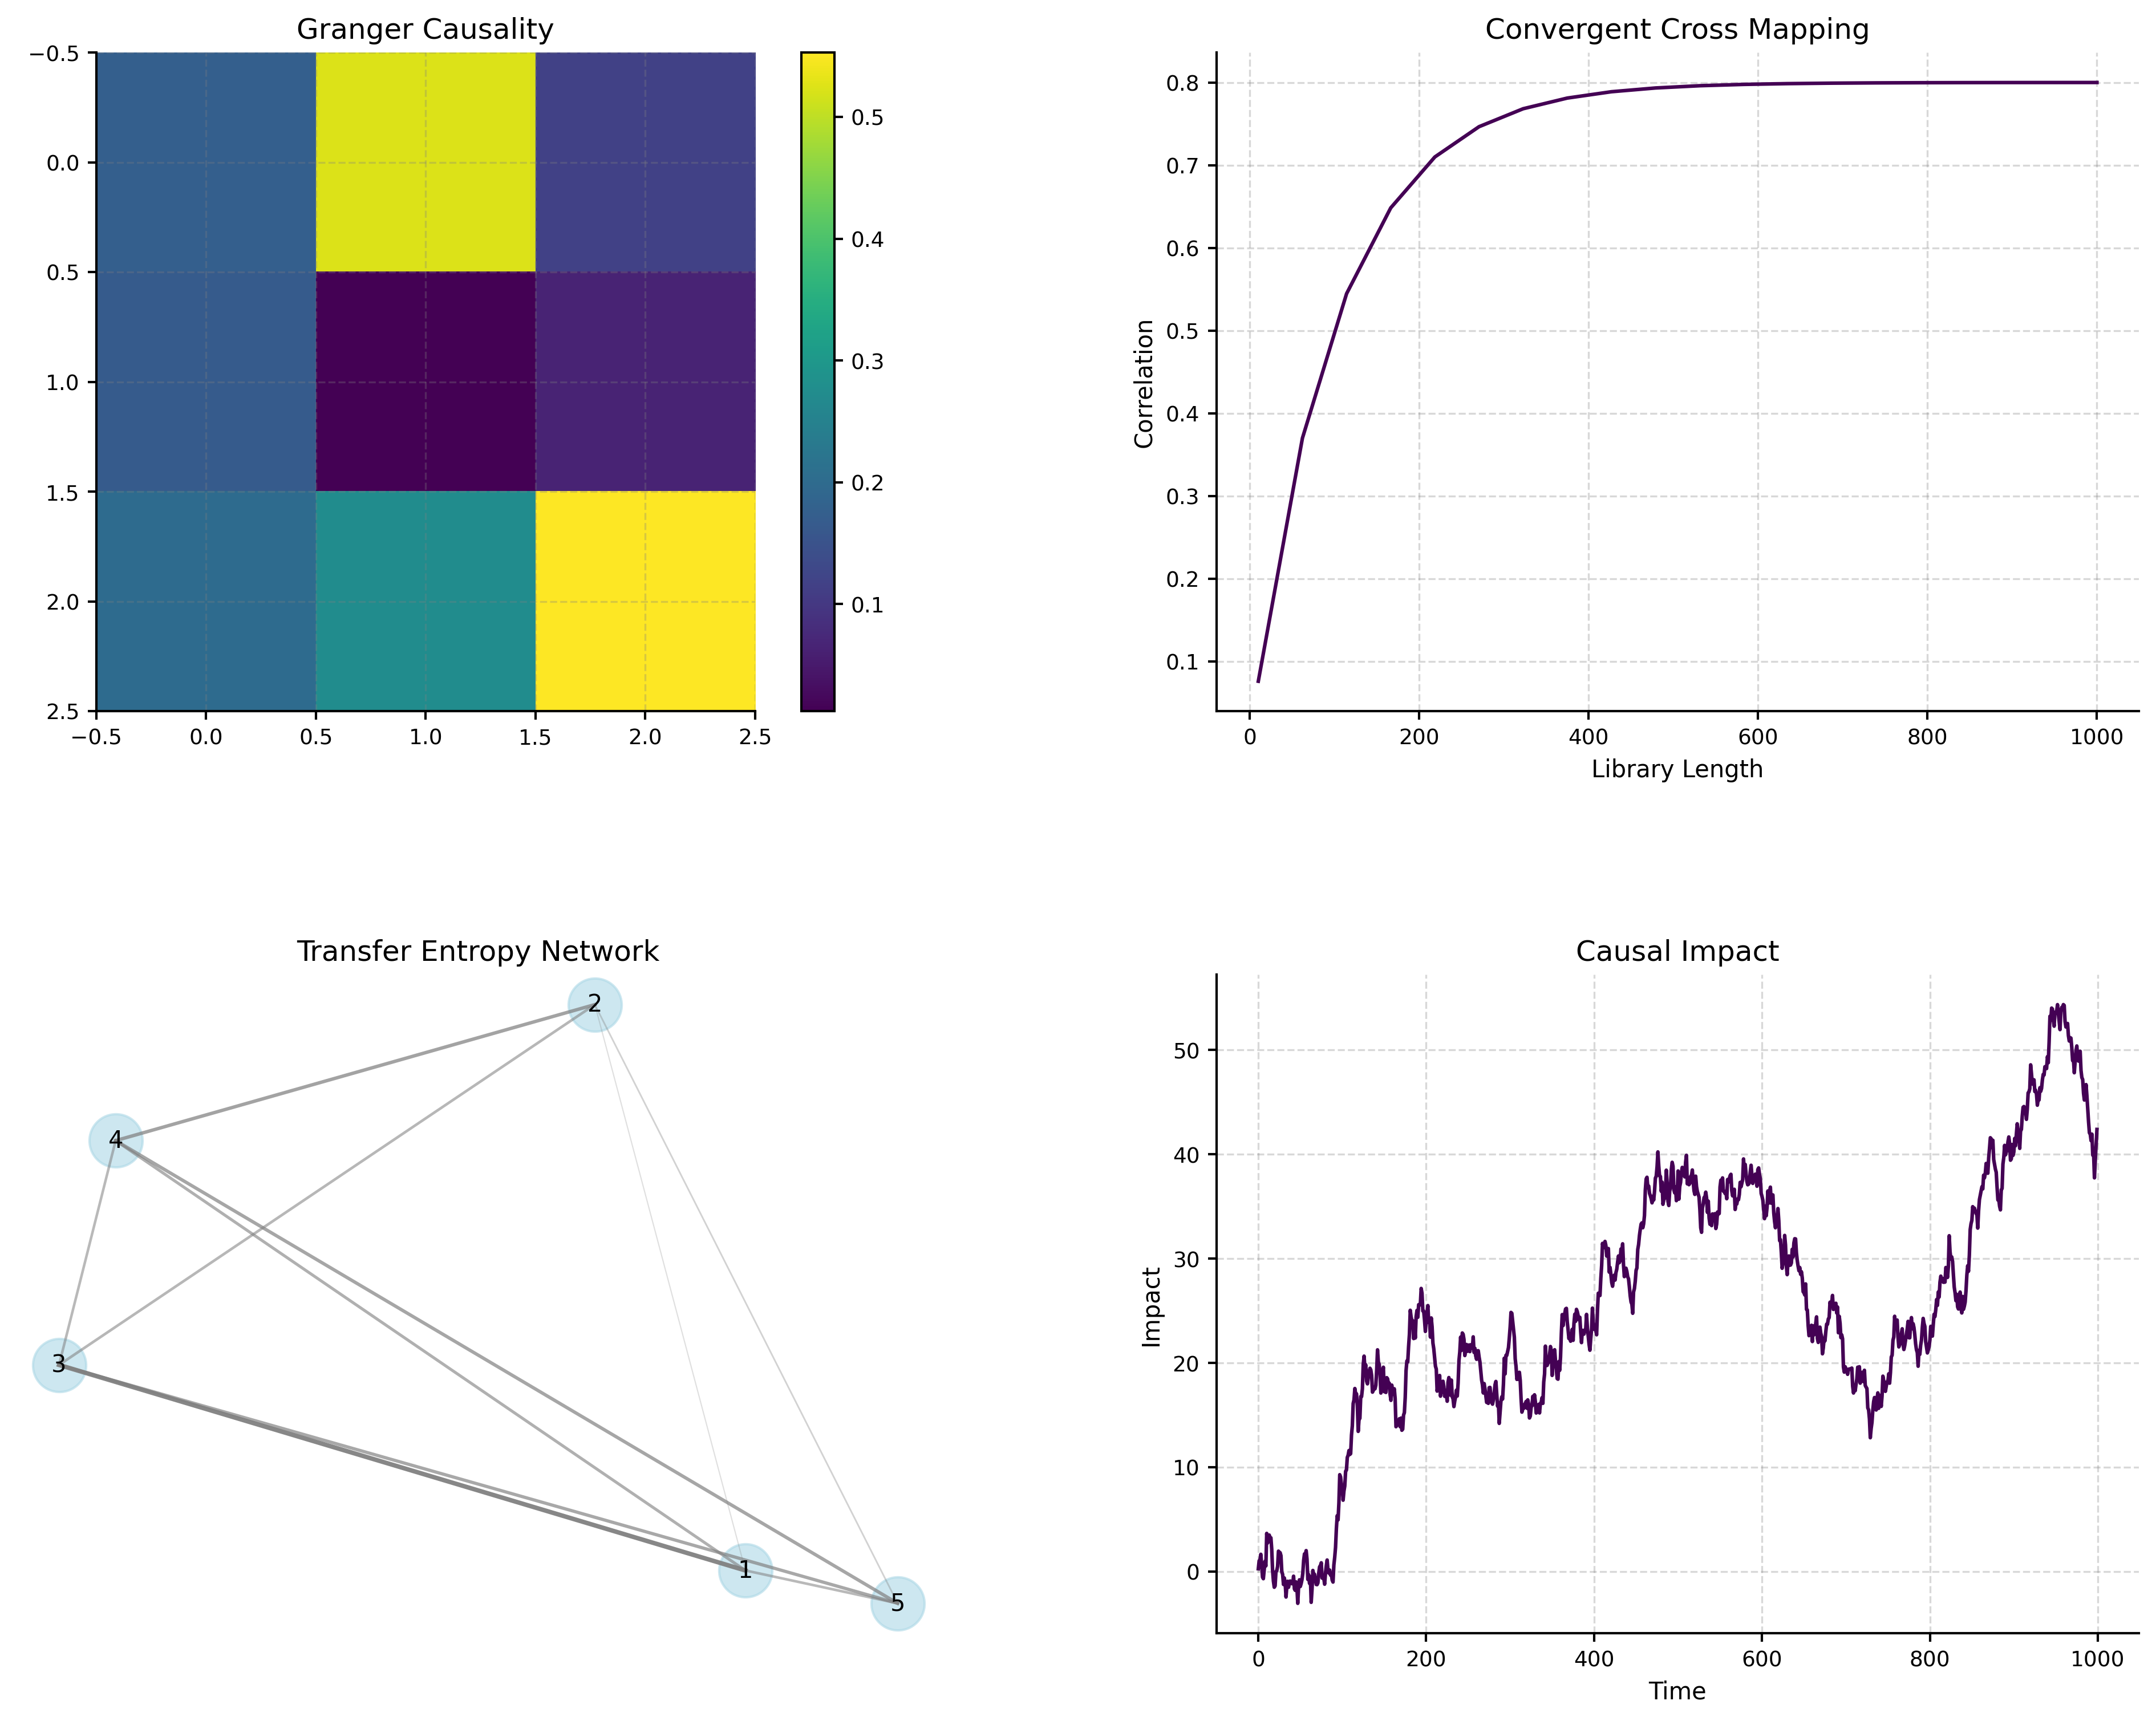 Granger Causality
−0.5
0.0
0.5
1.0
1.5
2.0
2.5
−0.5 0.0 0.5 1.0 1.5 2.0 2.5
0.5
0.4
0.3
0.2
0.1
Convergent Cross Mapping
Correlation
0.8
0.7
0.6
0.5
0.4
0.3
0.2
0.1
0 200 400 600 800 1000
Library Length
Transfer Entropy Network
2
4
3
1
5
Causal Impact
Impact
50
40
30
20
10
0
0 200 400 600 800 1000
Time